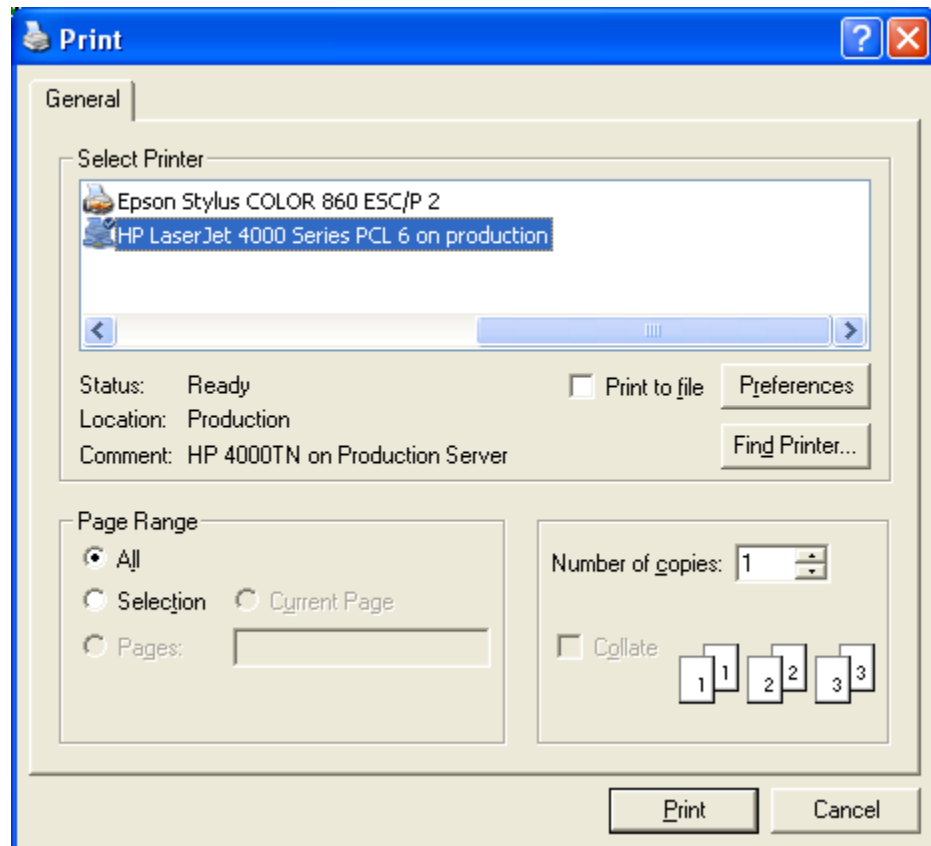 Print
General
Select Printer
Epson Stylus COLOR 860 ESC/P 2
HP LaserJet 4000 Series PCL 6 on production
Status: Ready
Print to file
Preferences
Location: Production
Comment: HP 4000TN on Production Server
Find Printer...
Page Range
All
Selection
Current Page
Pages:
Number of copies: 1
Collate
1 1 2 2 3 3
Print
Cancel